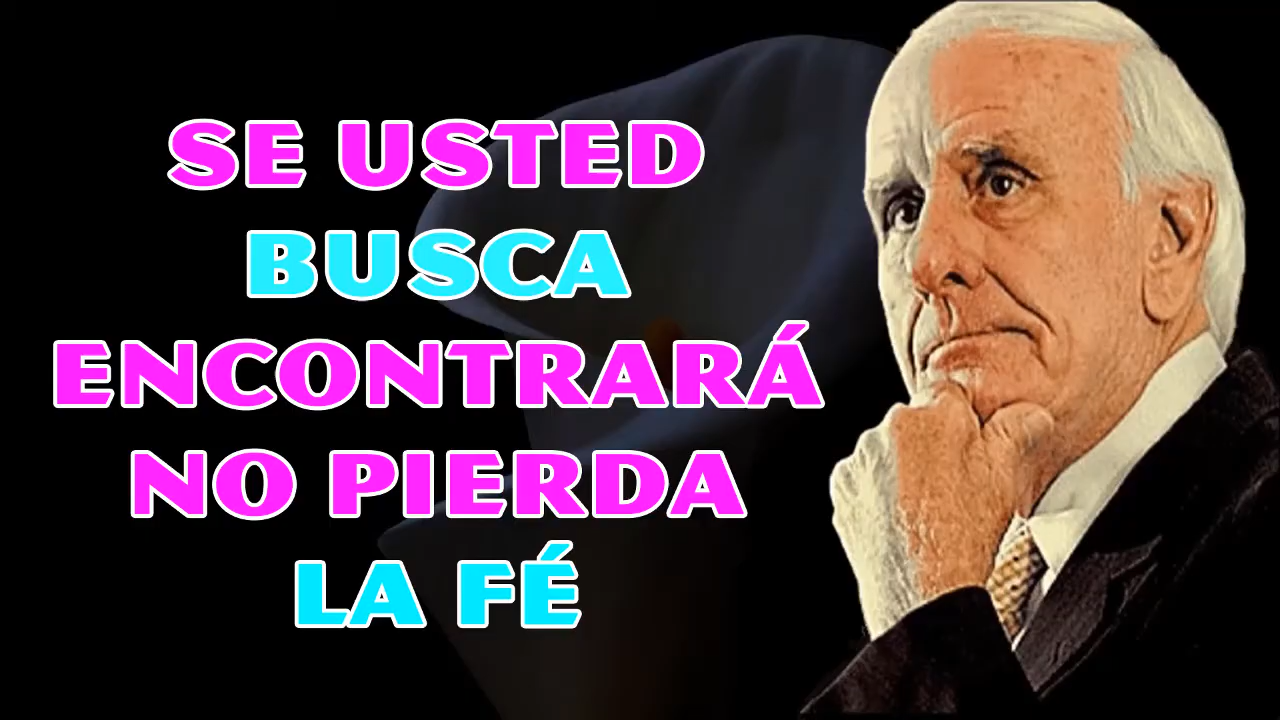 SE USTED
BUSCA
ENCONTRARÁ
NO PIERDA
LA FÉ